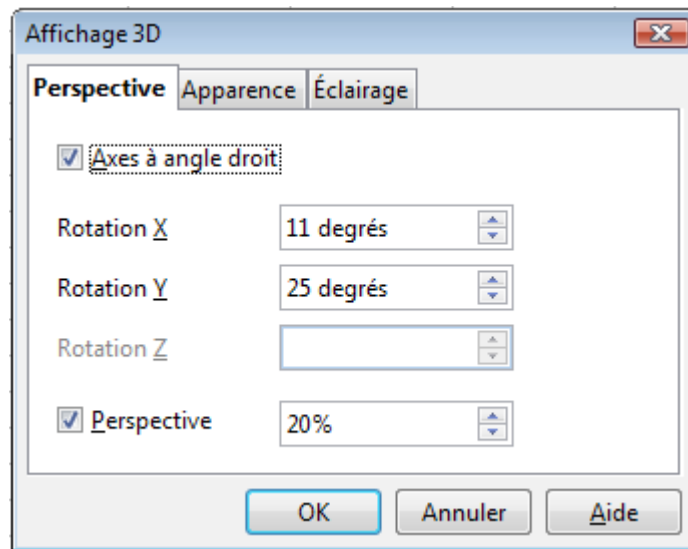 Affichage 3D
Perspective Apparence Éclairage
Axes à angle droit
Rotation X 11 degrés
Rotation Y 25 degrés
Rotation Z
Perspective 20%
OK Annuler Aide